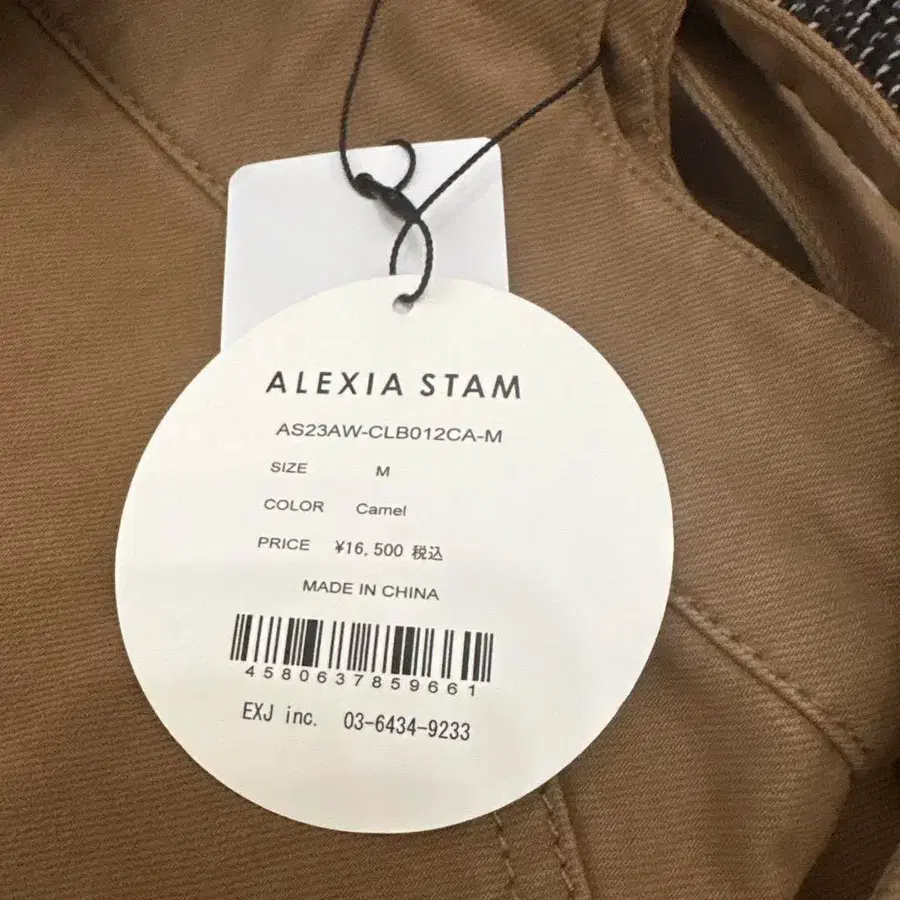 ALEXIA STAM
AS23AW-CLB012CA-M
SIZE M
COLOR Camel
PRICE ¥16,500 税込
MADE IN CHINA
4580637859661
EXJ inc. 03-6434-9233